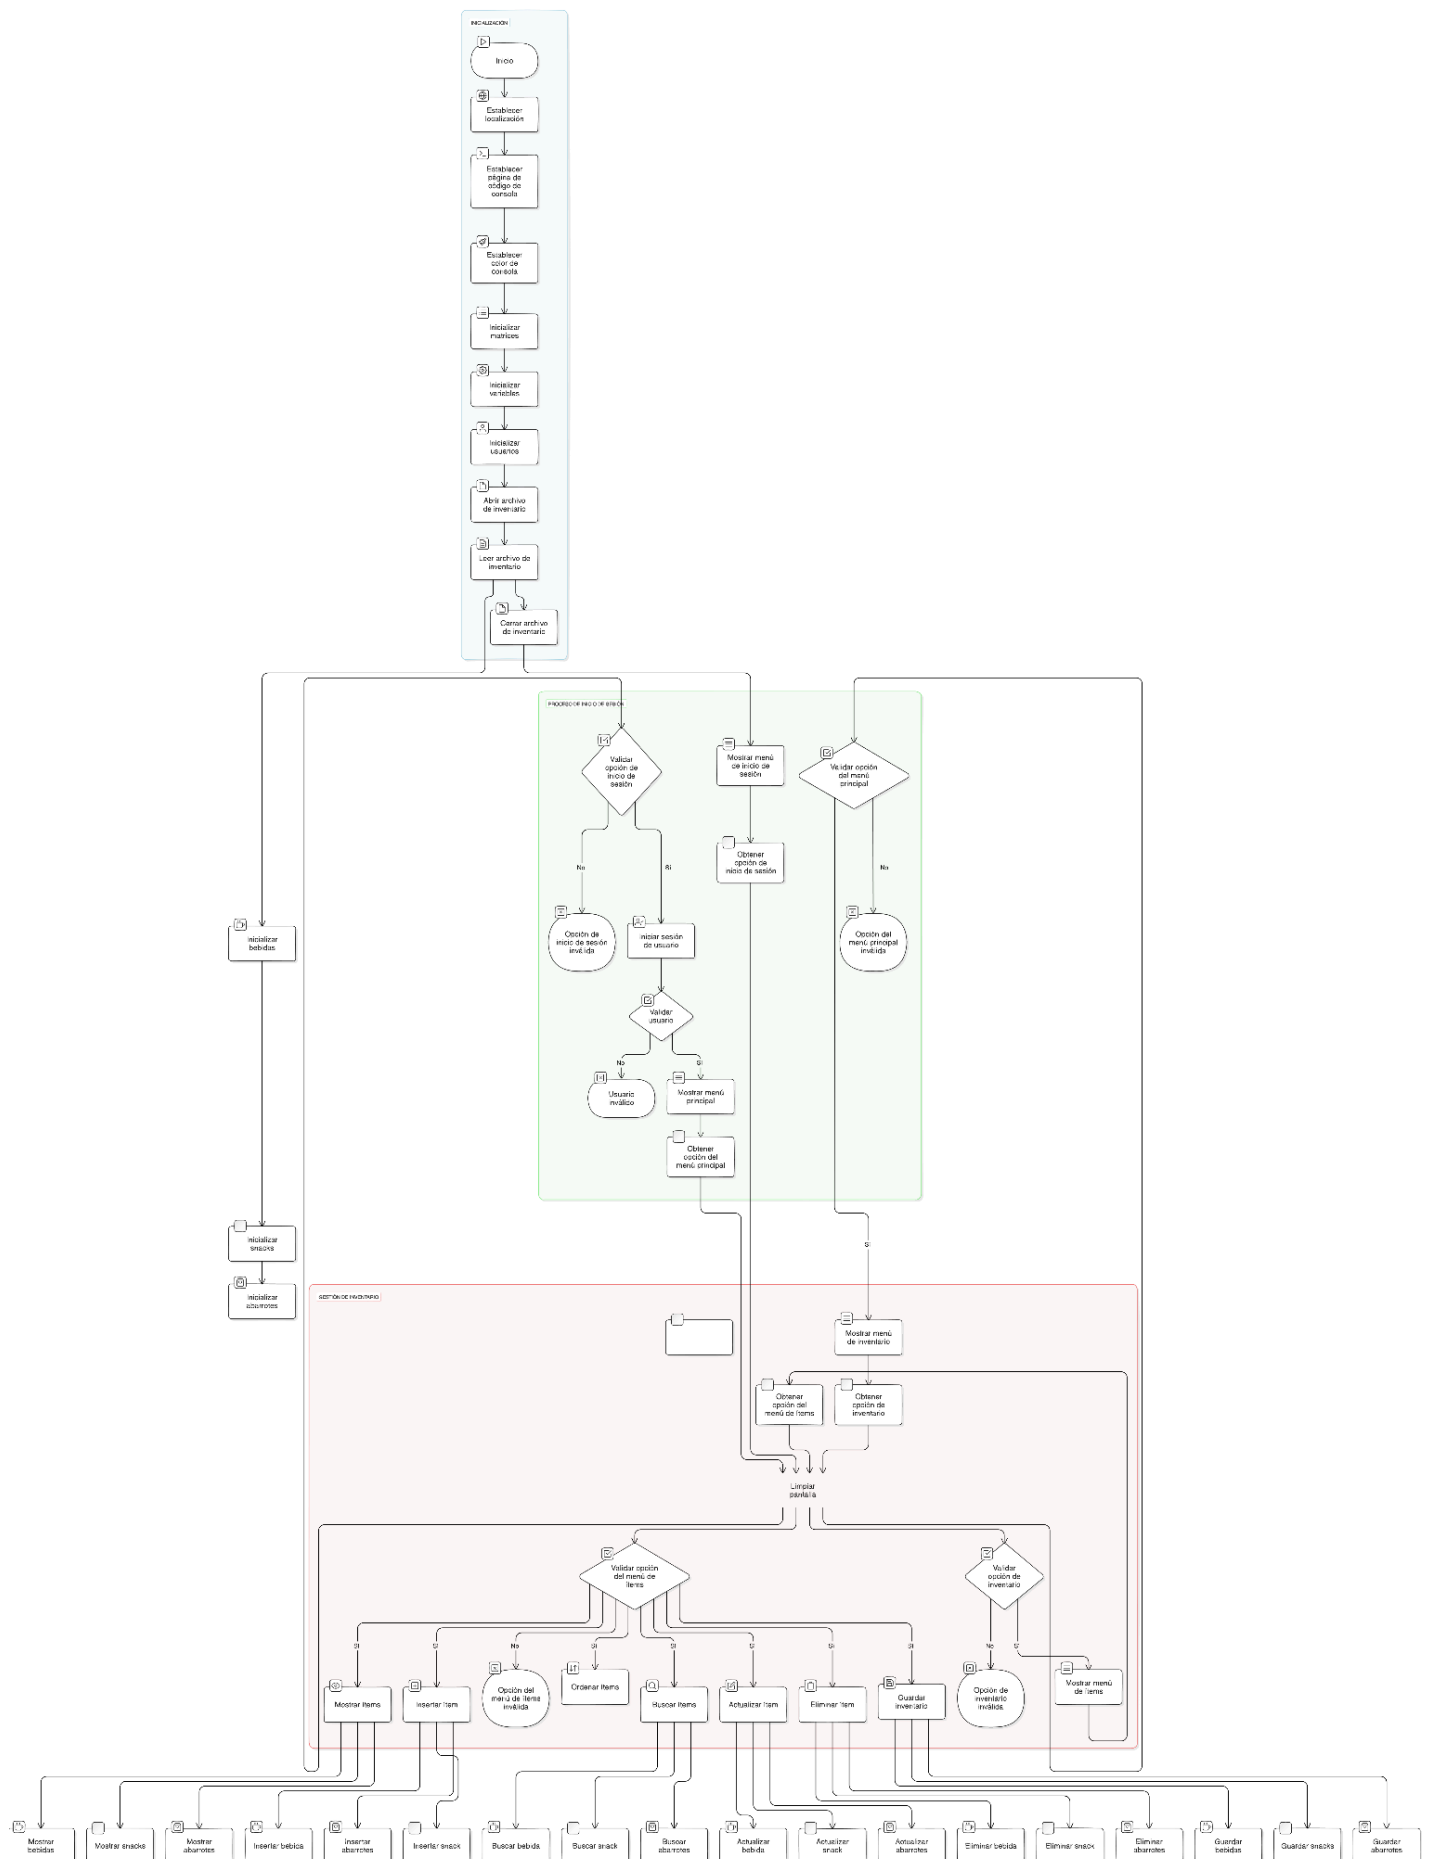 INICIALIZACIÓN
Inicio
Establecer
localización
Establecer
página de
código de
consola
Establecer
color de
consola
Inicializar
matrices
Inicializar
variables
Inicializar
usuarios
Abrir archivo
de inventario
Leer archivo de
inventario
Cerrar archivo
de inventario
PROCESO DE INICIO DE SESIÓN
Validar
opción de
inicio de
sesión
Mostrar menú
de inicio de
sesión
Validar opción
del menú
principal
Obtener
opción de
inicio de sesión
No
Sí
No
Inicializar
bebidas
Opción de
inicio de sesión
inválida
Iniciar sesión
de usuario
Opción del
menú principal
inválida
Validar
usuario
No
Sí
Usuario
inválido
Mostrar menú
principal
Obtener
opción del
menú principal
Inicializar
snacks
Sí
Inicializar
abarrotes
GESTIÓN DE INVENTARIO
Mostrar menú
de inventario
Obtener
opción del
menú de ítems
Obtener
opción de
inventario
Limpiar
pantalla
Validar opción
del menú de
ítems
Validar
opción de
inventario
Sí
Sí
No
Sí
Sí
Sí
Sí
Sí
No
Sí
Mostrar ítems
Insertar ítem
Opción del
menú de ítems
inválida
Ordenar ítems
Buscar ítems
Actualizar ítem
Eliminar ítem
Guardar
inventario
Opción de
inventario
inválida
Mostrar menú
de ítems
Mostrar
bebidas
Mostrar snacks
Mostrar
abarrotes
Insertar bebida
Insertar
abarrotes
Insertar snack
Buscar bebida
Buscar snack
Buscar
abarrotes
Actualizar
bebida
Actualizar
snack
Actualizar
abarrotes
Eliminar bebida
Eliminar snack
Eliminar
abarrotes
Guardar
bebidas
Guardar snacks
Guardar
abarrotes